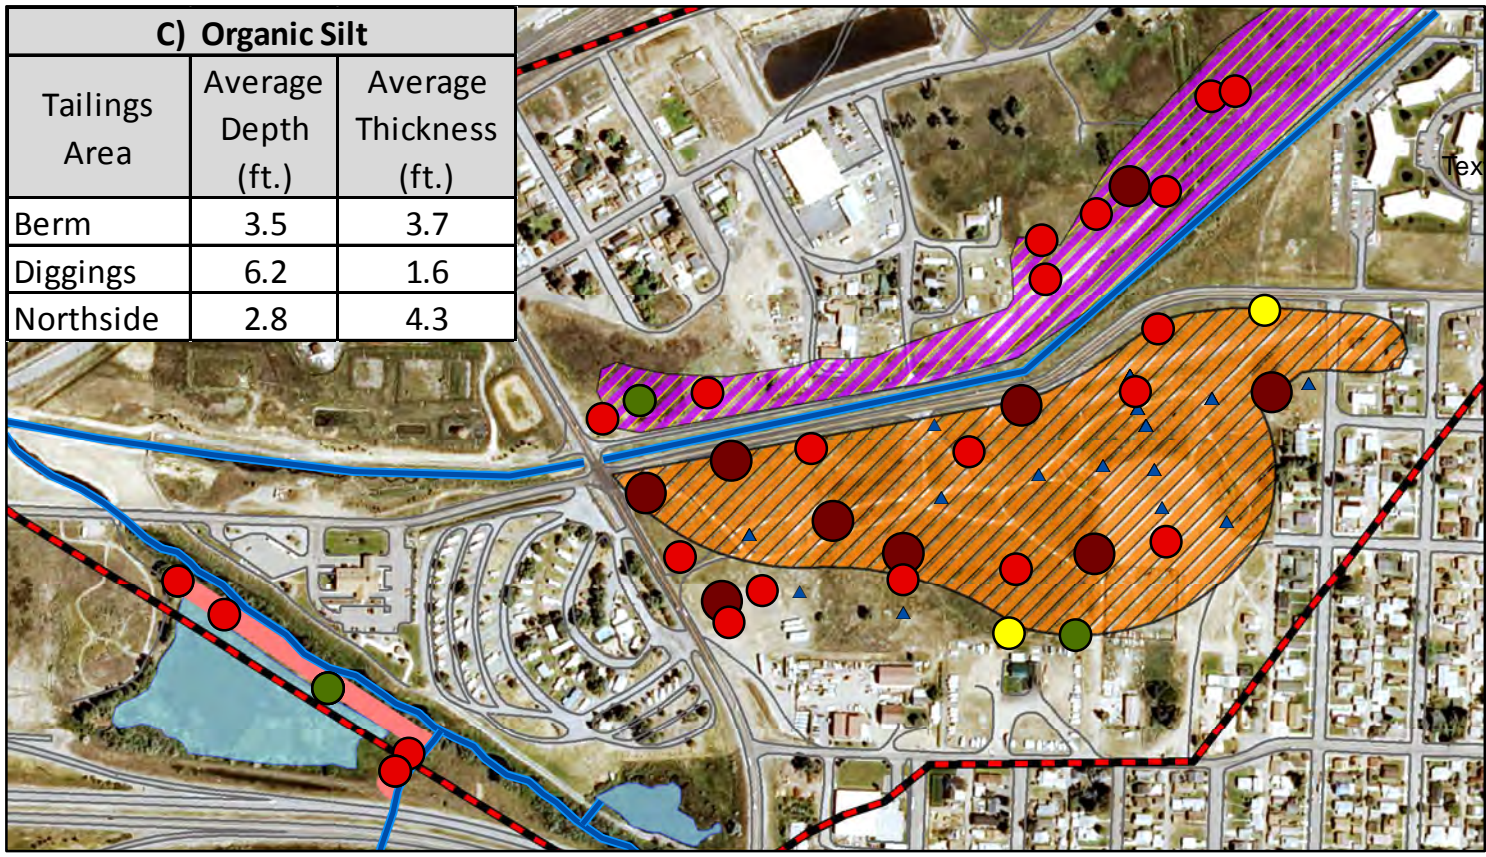 C) Organic Silt
Tailings Area
Average Depth (ft.)
Average Thickness (ft.)
Berm 3.5 3.7
Diggings 6.2 1.6
Northside 2.8 4.3
Tex